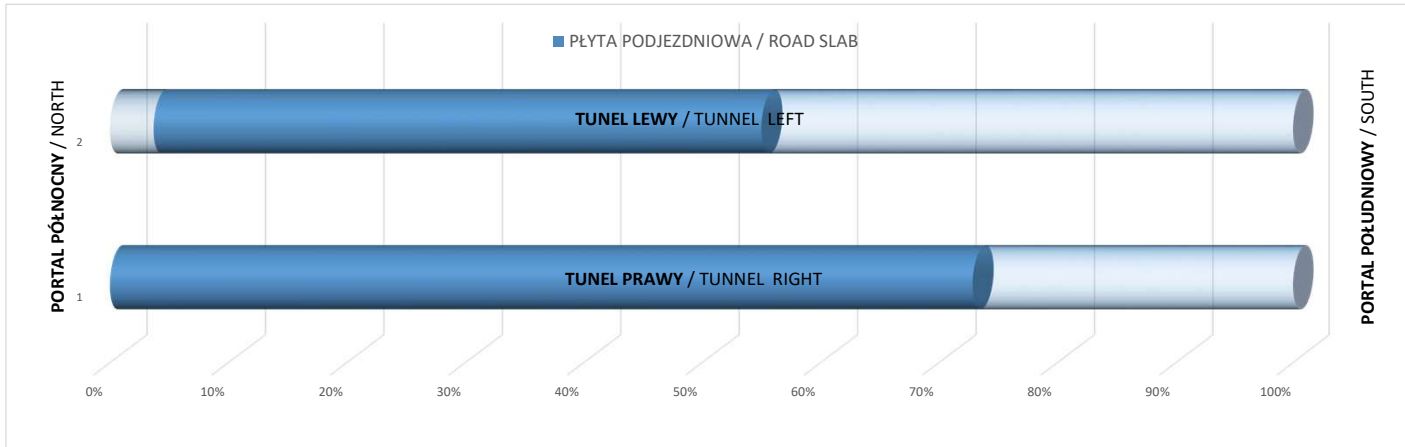 PŁYTA PODJEZDNIOWA / ROAD SLAB
PORTAL PÓŁNOCNY / NORTH
2
TUNEL LEWY / TUNNEL LEFT
PORTAL POŁUDNIOWY / SOUTH
1
TUNEL PRAWY / TUNNEL RIGHT
0% 10% 20% 30% 40% 50% 60% 70% 80% 90% 100%